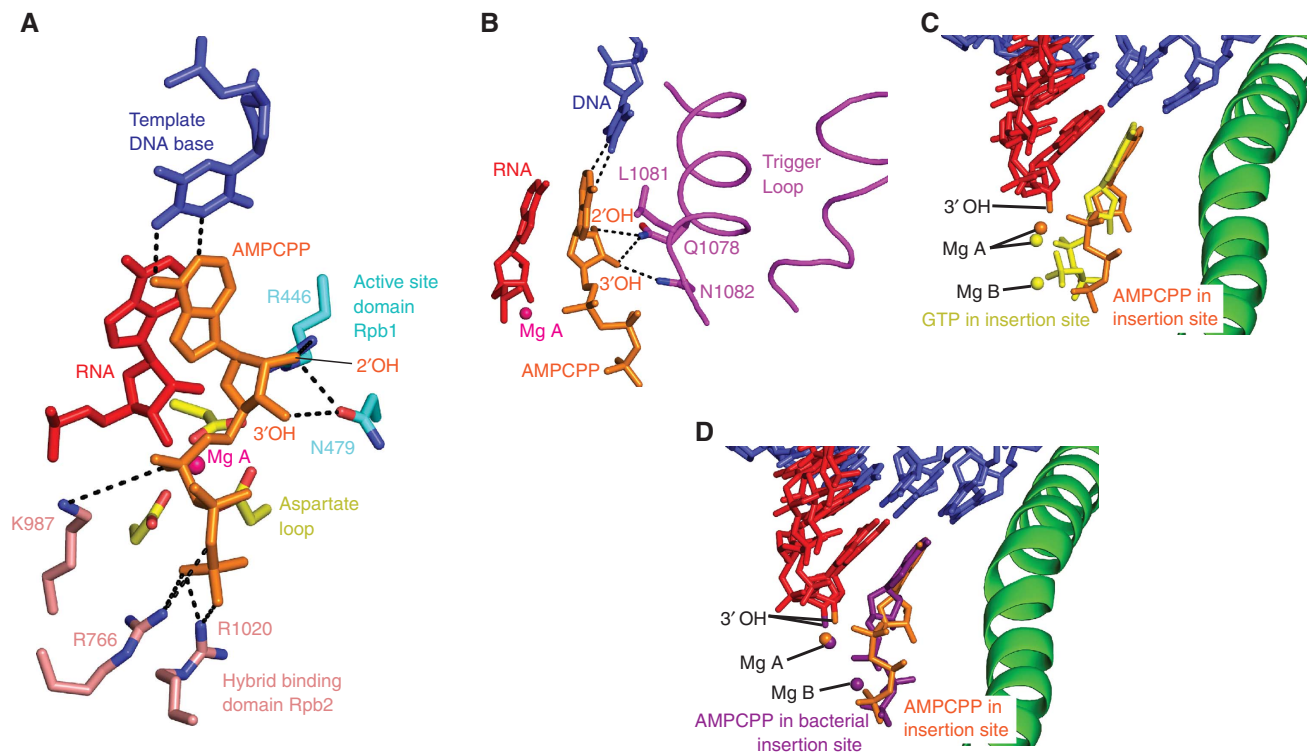 A
Template
DNA base
AMPCPP
R446
Active site
domain
Rpb1
RNA
2′OH
3′OH
N479
Mg A
K987
Aspartate
loop
R766
R1020
Hybrid binding
domain Rpb2
B
DNA
RNA
L1081
Trigger
Loop
2′OH
Q1078
3′OH
N1082
Mg A
AMPCPP
C
3′ OH
Mg A
Mg B
GTP in insertion site
AMPCPP in
insertion site
D
3′ OH
Mg A
Mg B
AMPCPP in bacterial
insertion site
AMPCPP in
insertion site